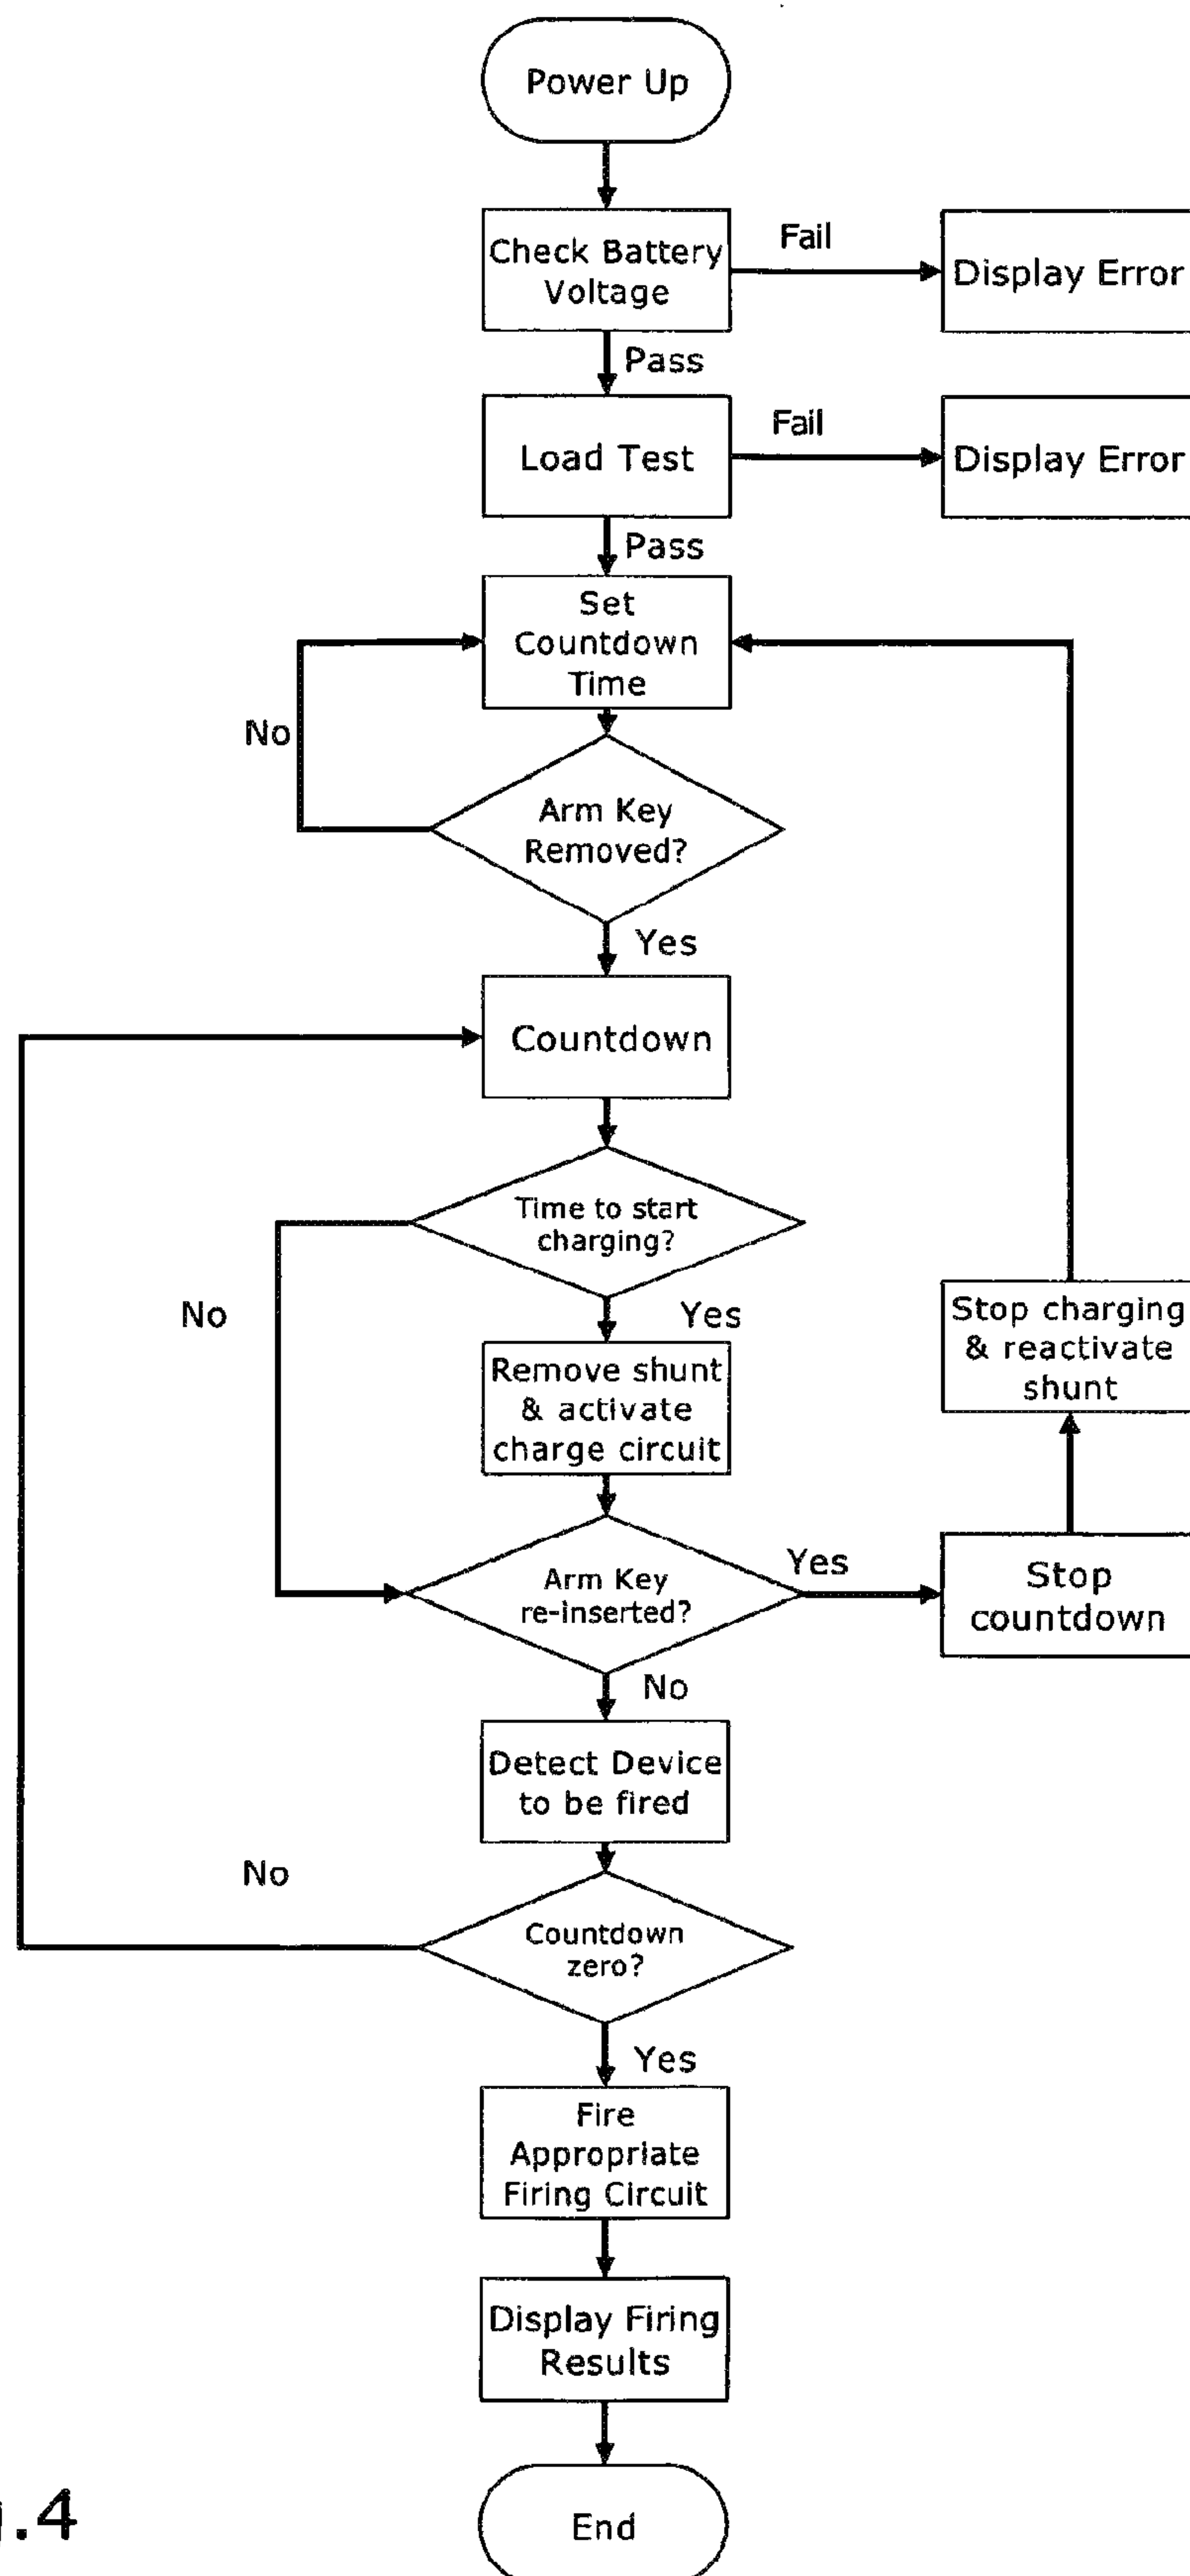 Power Up
Check Battery
Voltage
Fail
Display Error
Pass
Load Test
Fail
Display Error
Pass
Set
Countdown
Time
No
Arm Key
Removed?
Yes
Countdown
Time to start
charging?
No
Yes
Remove shunt
& activate
charge circuit
Stop charging
& reactivate
shunt
Arm Key
re-inserted?
Yes
Stop
countdown
No
Detect Device
to be fired
No
Countdown
zero?
Yes
Fire
Appropriate
Firing Circuit
Display Firing
Results
End
.4